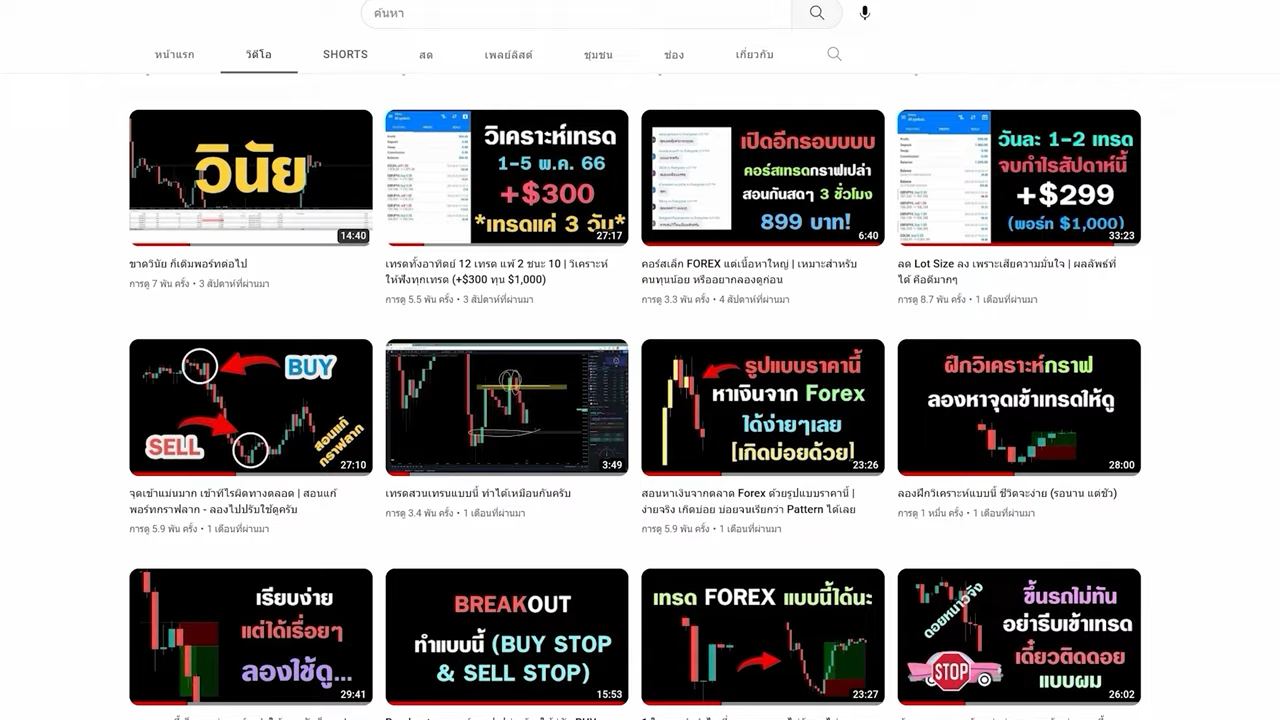 ค้นหา
หน้าแรก วิดีโอ SHORTS สด เพลย์ลิสต์ ชุมชน ช่อง เกี่ยวกับ
วินัย
14:40
ขาดวินัย ก็เติมพอร์ทต่อไป
การดู 7 พัน ครั้ง • 3 สัปดาห์ที่ผ่านมา
วิเคราะห์เทรด
1-5 พ.ค. 66
+$300
*เทรดแค่ 3 วัน*
27:17
เทรดทั้งอาทิตย์ 12 เทรด แพ้ 2 ชนะ 10 | วิเคราะห์
ให้ฟังทุกเทรด (+$300 ทุน $1,000)
การดู 5.5 พัน ครั้ง • 3 สัปดาห์ที่ผ่านมา
เปิดอีกรอบบบบ
คอร์สเทรดกราฟเปล่า
สอนกันสดๆ 3 ชั่วโมง
899 บาท!
6:40
คอร์สเล็ก FOREX แต่เนื้อหาใหญ่ | เหมาะสำหรับ
คนทุนน้อย หรืออยากลองดูก่อน
การดู 3.3 พัน ครั้ง • 4 สัปดาห์ที่ผ่านมา
วันละ 1-2 เทรด
จบกำไรสัปดาห์นี้
+$299
(พอร์ท $1,000)
33:23
ลด Lot Size ลง เพราะเสียความมั่นใจ | ผลลัพธ์ที่
ได้ คือดีมากๆ
การดู 8.7 พัน ครั้ง • 1 เดือนที่ผ่านมา
BUY
SELL
สอนแก้
กราฟลาก
27:10
จุดเข้าแม่นมาก เข้าทีไรผิดทางตลอด | สอนแก้
พอร์ทกราฟลาก - ลองไปปรับใช้ดูครับ
การดู 5.9 พัน ครั้ง • 1 เดือนที่ผ่านมา
3:49
เทรดสวนเทรนแบบนี้ ทำได้เหมือนกันครับ
การดู 3.4 พัน ครั้ง • 1 เดือนที่ผ่านมา
รูปแบบราคานี้
หาเงินจาก Forex
ได้ง่ายๆเลย
[เกิดบ่อยด้วย]
23:26
สอนหาเงินจากตลาด Forex ด้วยรูปแบบราคานี้ |
ง่ายจริง เกิดบ่อย บ่อยจนเรียกว่า Pattern ได้เลย
การดู 5.9 พัน ครั้ง • 1 เดือนที่ผ่านมา
ฝึกวิเคราะห์กราฟ
ลองหาจุดเข้าเทรดให้ดู
28:00
ลองฝึกวิเคราะห์แบบนี้ ชีวิตจะง่าย (รอนาน แต่ชัว)
การดู 1 หมื่น ครั้ง • 1 เดือนที่ผ่านมา
เรียบง่าย
แต่ได้เรื่อยๆ
ลองใช้ดู...
29:41
BREAKOUT
ทำแบบนี้ (BUY STOP
& SELL STOP)
15:53
เทรด FOREX แบบนี้ได้นะ
23:27
ดอยหนาวจัง
ขึ้นรถไม่ทัน
อย่ารีบเข้าเทรด
เดี๋ยวติดดอย
แบบผม
STOP
26:02